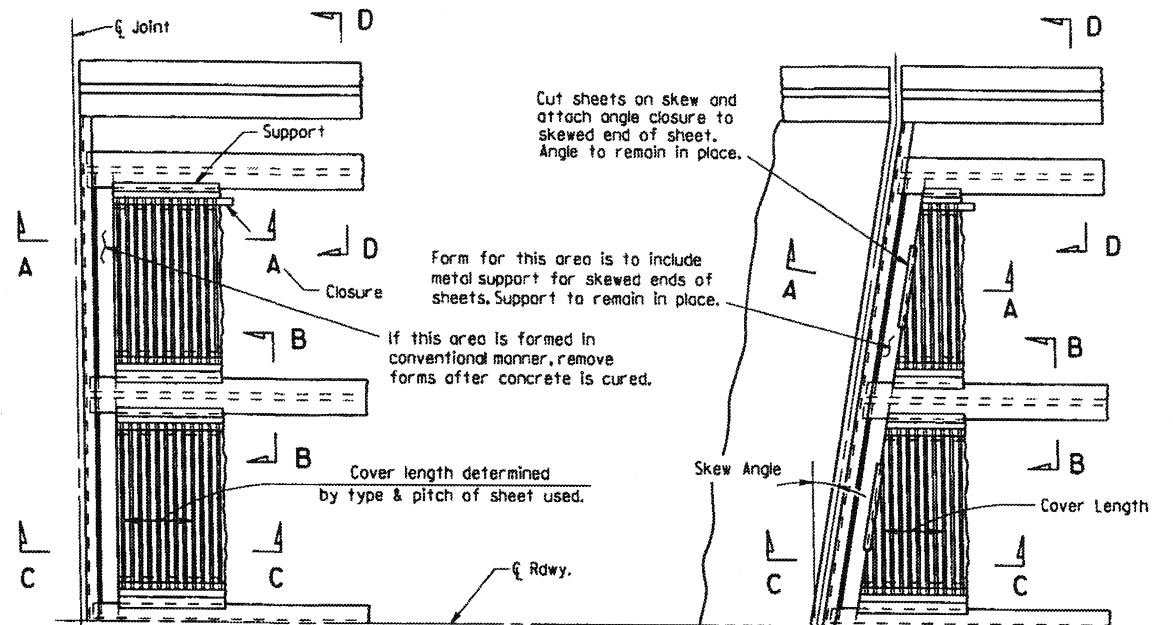 ℄ Joint
D
D
Support
Cut sheets on skew and
attach angle closure to
skewed end of sheet.
Angle to remain in place.
A
A
D
Closure
Form for this area is to include
metal support for skewed ends of
sheets. Support to remain in place.
A
A
D
B
If this area is formed in
conventional manner, remove
forms after concrete is cured.
B
B
Cover length determined
by type & pitch of sheet used.
Skew Angle
B
Cover Length
C
C
℄ Rdwy.
C
C